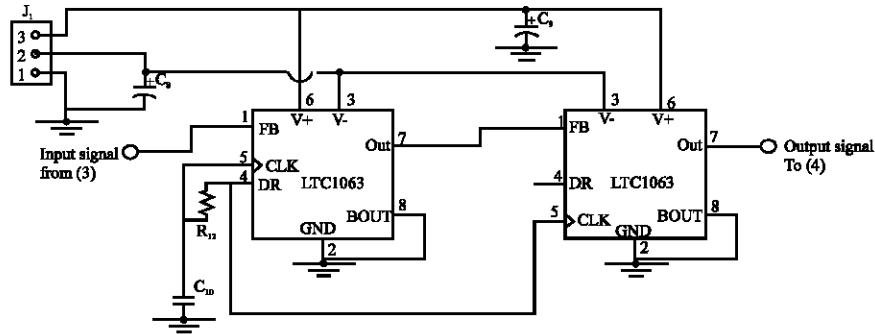 J1
3
2
1
+ C9
+ C9
6
3
V+
V-
1
FB
Input signal
from (3)
5
CLK
4
DR
LTC1063
Out
7
8
BOUT
GND
2
R12
C10
3
6
V-
V+
1
FB
Out
7
Output signal
To (4)
4
DR
LTC1063
5
CLK
8
BOUT
GND
2